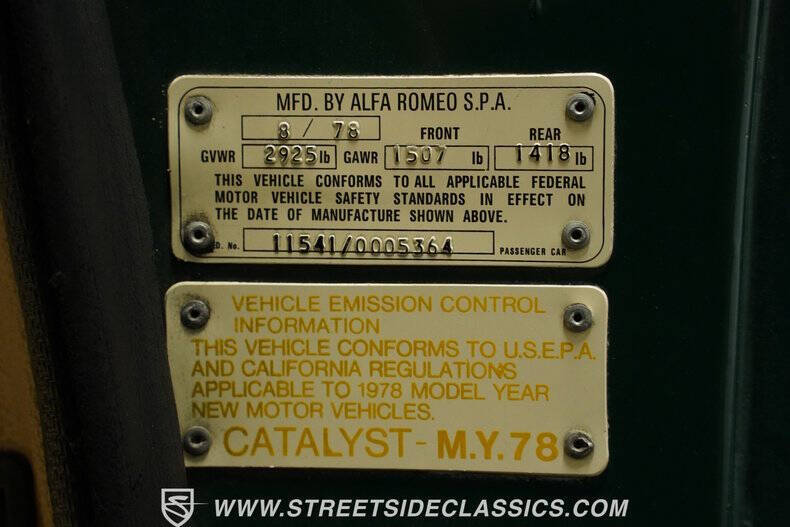 MFD. BY ALFA ROMEO S.P.A.
8 / 78 FRONT REAR
GVWR 2925 lb GAWR 1507 lb 1418 lb
THIS VEHICLE CONFORMS TO ALL APPLICABLE FEDERAL
MOTOR VEHICLE SAFETY STANDARDS IN EFFECT ON
THE DATE OF MANUFACTURE SHOWN ABOVE.
No. 11541/0005364 PASSENGER CAR
VEHICLE EMISSION CONTROL
INFORMATION
THIS VEHICLE CONFORMS TO U.S.E.P.A.
AND CALIFORNIA REGULATIONS
APPLICABLE TO 1978 MODEL YEAR
NEW MOTOR VEHICLES.
CATALYST - M.Y. 78
WWW.STREETSIDECLASSICS.COM